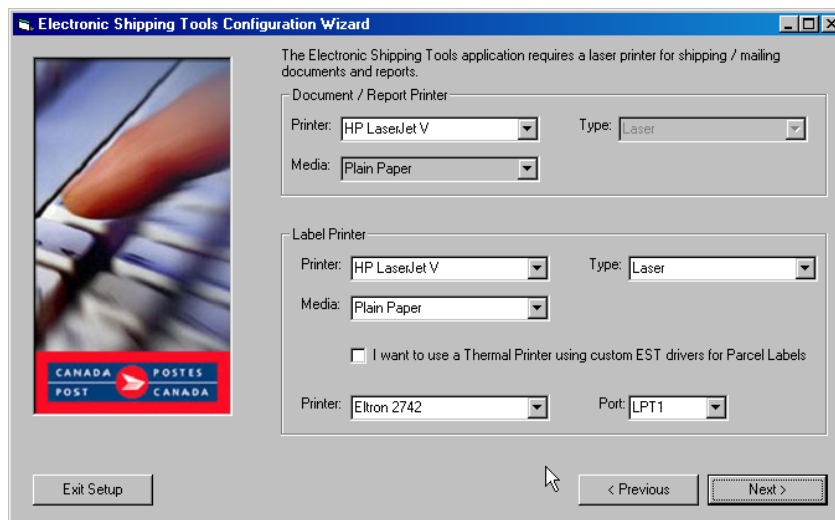 Electronic Shipping Tools Configuration Wizard
The Electronic Shipping Tools application requires a laser printer for shipping / mailing
documents and reports.
Document / Report Printer
Printer: HP LaserJet V Type: Laser
Media: Plain Paper
Label Printer
Printer: HP LaserJet V Type: Laser
Media: Plain Paper
I want to use a Thermal Printer using custom EST drivers for Parcel Labels
Printer: Eltron 2742 Port: LPT1
CANADA POSTES
POST CANADA
Exit Setup < Previous Next >